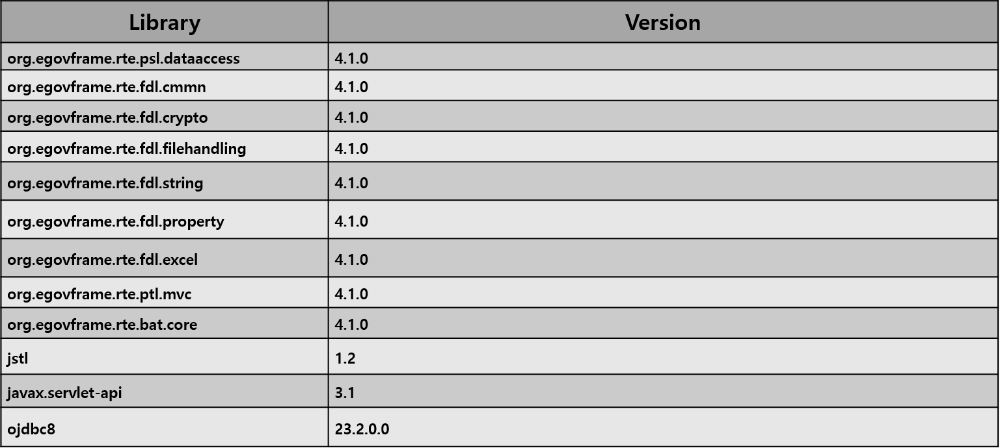 Library Version
org.egovframe.rte.psl.dataaccess 4.1.0
org.egovframe.rte.fdl.cmmn 4.1.0
org.egovframe.rte.fdl.crypto 4.1.0
org.egovframe.rte.fdl.filehandling 4.1.0
org.egovframe.rte.fdl.string 4.1.0
org.egovframe.rte.fdl.property 4.1.0
org.egovframe.rte.fdl.excel 4.1.0
org.egovframe.rte.ptl.mvc 4.1.0
org.egovframe.rte.bat.core 4.1.0
jstl 1.2
javax.servlet-api 3.1
ojdbc8 23.2.0.0